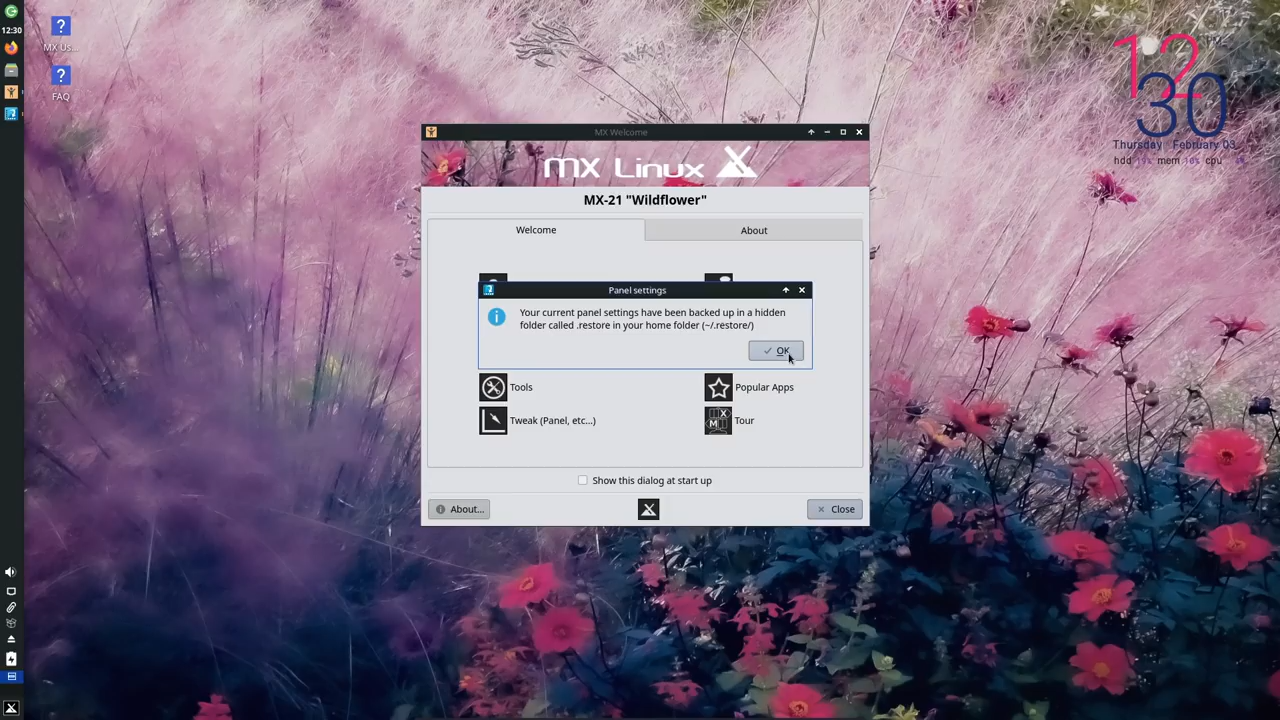 12:30
MX Us...
FAQ
12
30
Thursday February 03
hdd mem cpu
MX Welcome
MX Linux
MX-21 "Wildflower"
Welcome
About
Panel settings
Your current panel settings have been backed up in a hidden
folder called .restore in your home folder (~/.restore/)
OK
Tools
Popular Apps
Tweak (Panel, etc...)
Tour
Show this dialog at start up
About...
Close